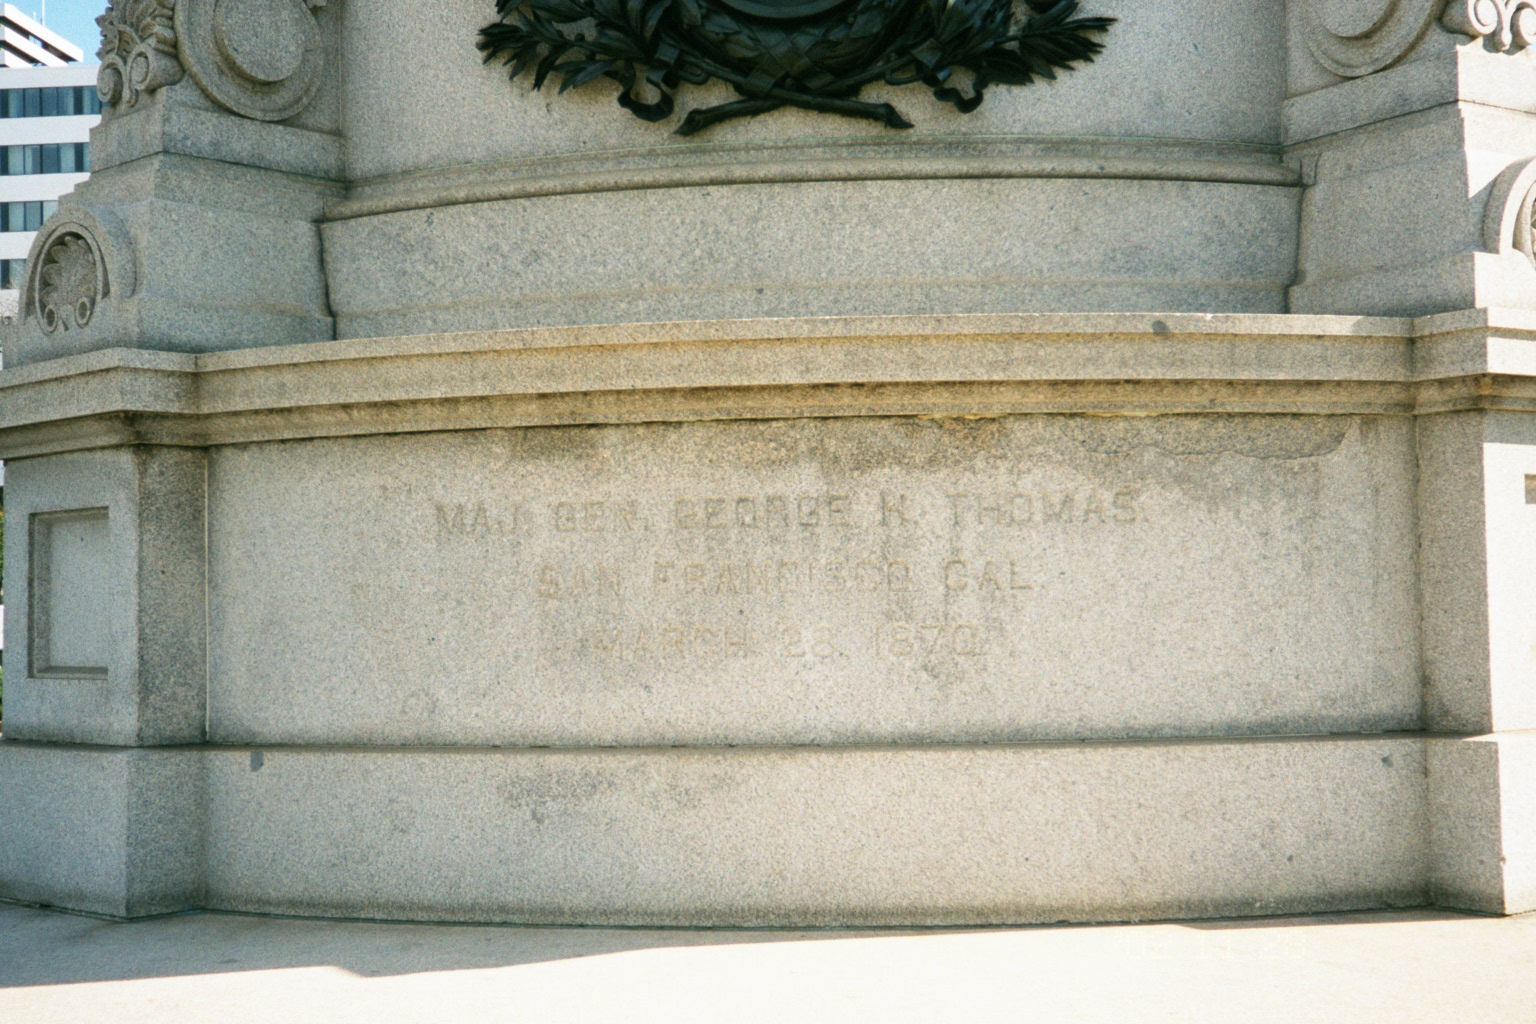 MAJ. GEN. GEORGE H. THOMAS.
SAN FRANCISCO CAL.
MARCH 28. 1870.